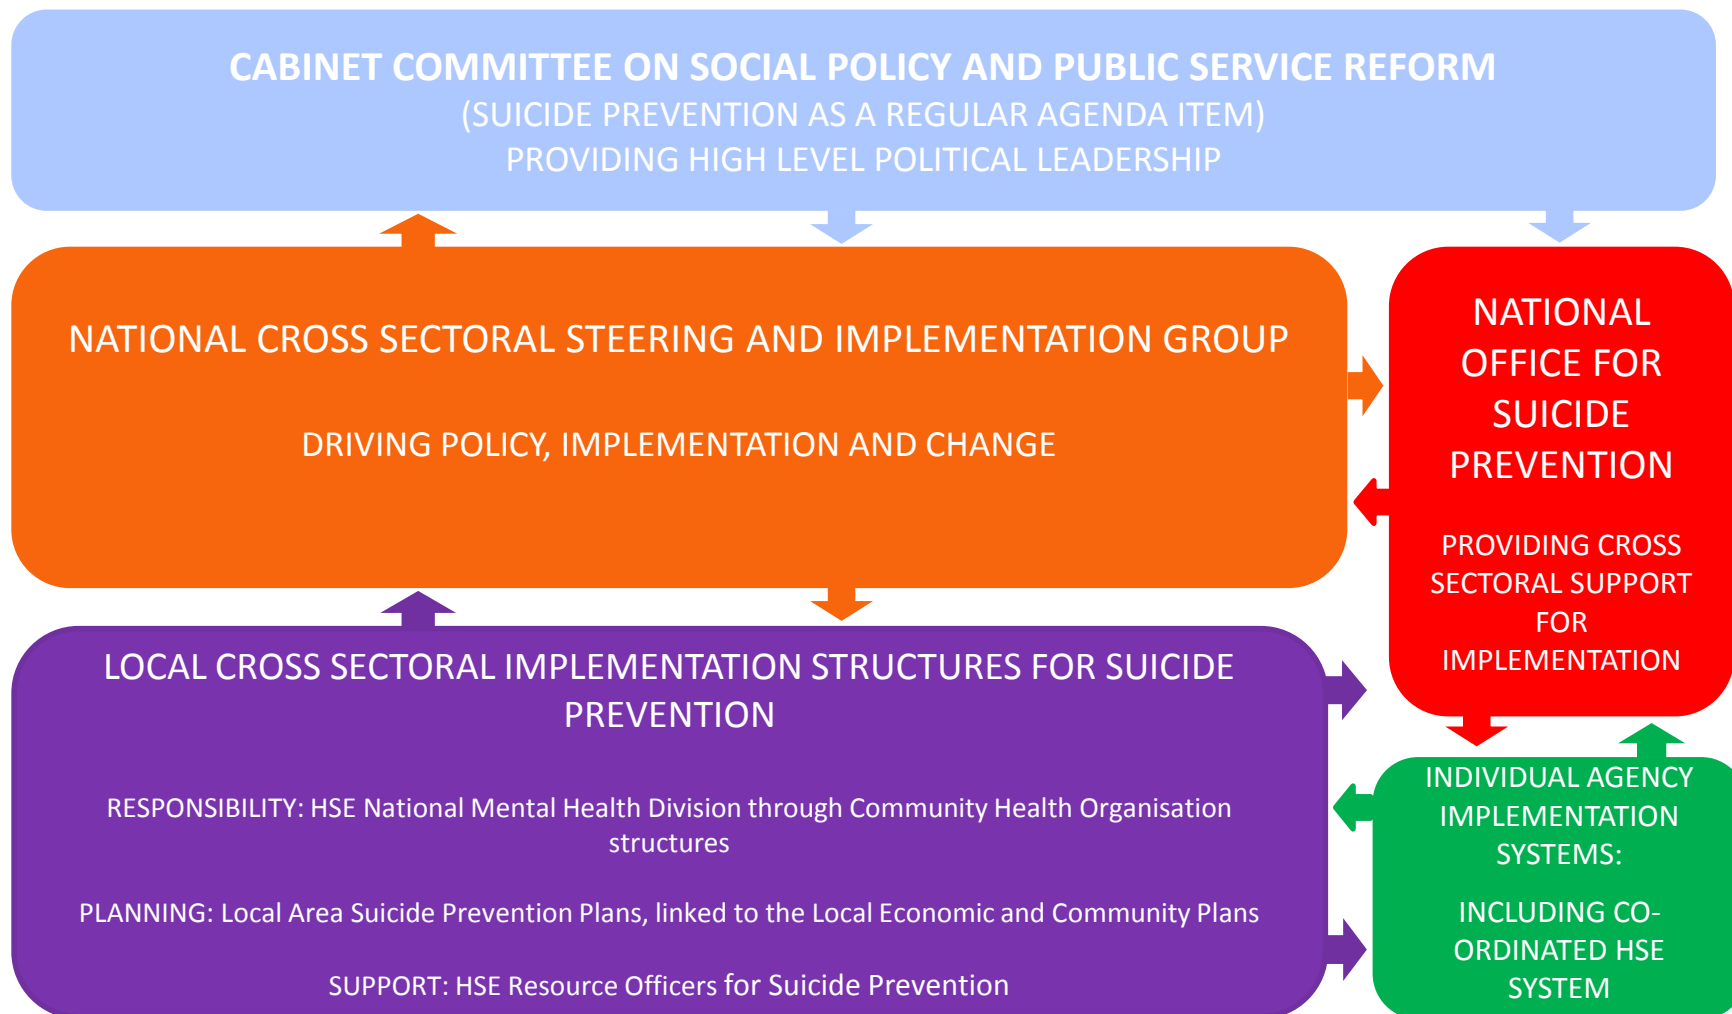 CABINET COMMITTEE ON SOCIAL POLICY AND PUBLIC SERVICE REFORM
(SUICIDE PREVENTION AS A REGULAR AGENDA ITEM)
PROVIDING HIGH LEVEL POLITICAL LEADERSHIP
NATIONAL CROSS SECTORAL STEERING AND IMPLEMENTATION GROUP
DRIVING POLICY, IMPLEMENTATION AND CHANGE
NATIONAL
OFFICE FOR
SUICIDE
PREVENTION
PROVIDING CROSS
SECTORAL SUPPORT
FOR
IMPLEMENTATION
LOCAL CROSS SECTORAL IMPLEMENTATION STRUCTURES FOR SUICIDE
PREVENTION
RESPONSIBILITY: HSE National Mental Health Division through Community Health Organisation
structures
PLANNING: Local Area Suicide Prevention Plans, linked to the Local Economic and Community Plans
SUPPORT: HSE Resource Officers for Suicide Prevention
INDIVIDUAL AGENCY
IMPLEMENTATION
SYSTEMS:
INCLUDING CO-
ORDINATED HSE
SYSTEM